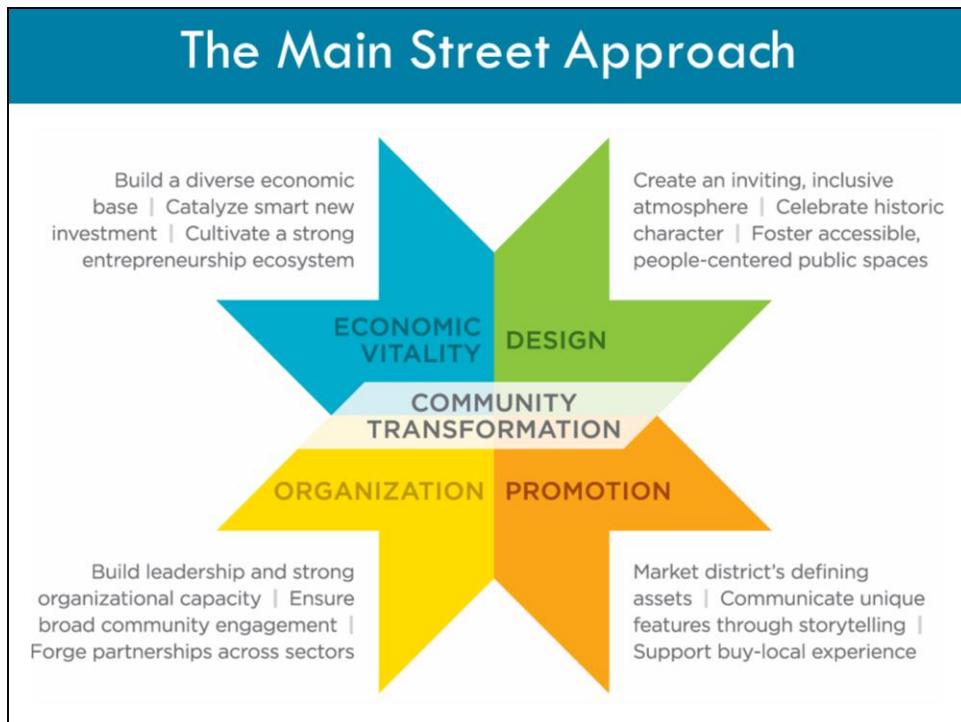 The Main Street Approach
Build a diverse economic
base | Catalyze smart new
investment | Cultivate a strong
entrepreneurship ecosystem
Create an inviting, inclusive
atmosphere | Celebrate historic
character | Foster accessible,
people-centered public spaces
ECONOMIC
VITALITY
DESIGN
COMMUNITY
TRANSFORMATION
ORGANIZATION
PROMOTION
Build leadership and strong
organizational capacity | Ensure
broad community engagement |
Forge partnerships across sectors
Market district's defining
assets | Communicate unique
features through storytelling |
Support buy-local experience